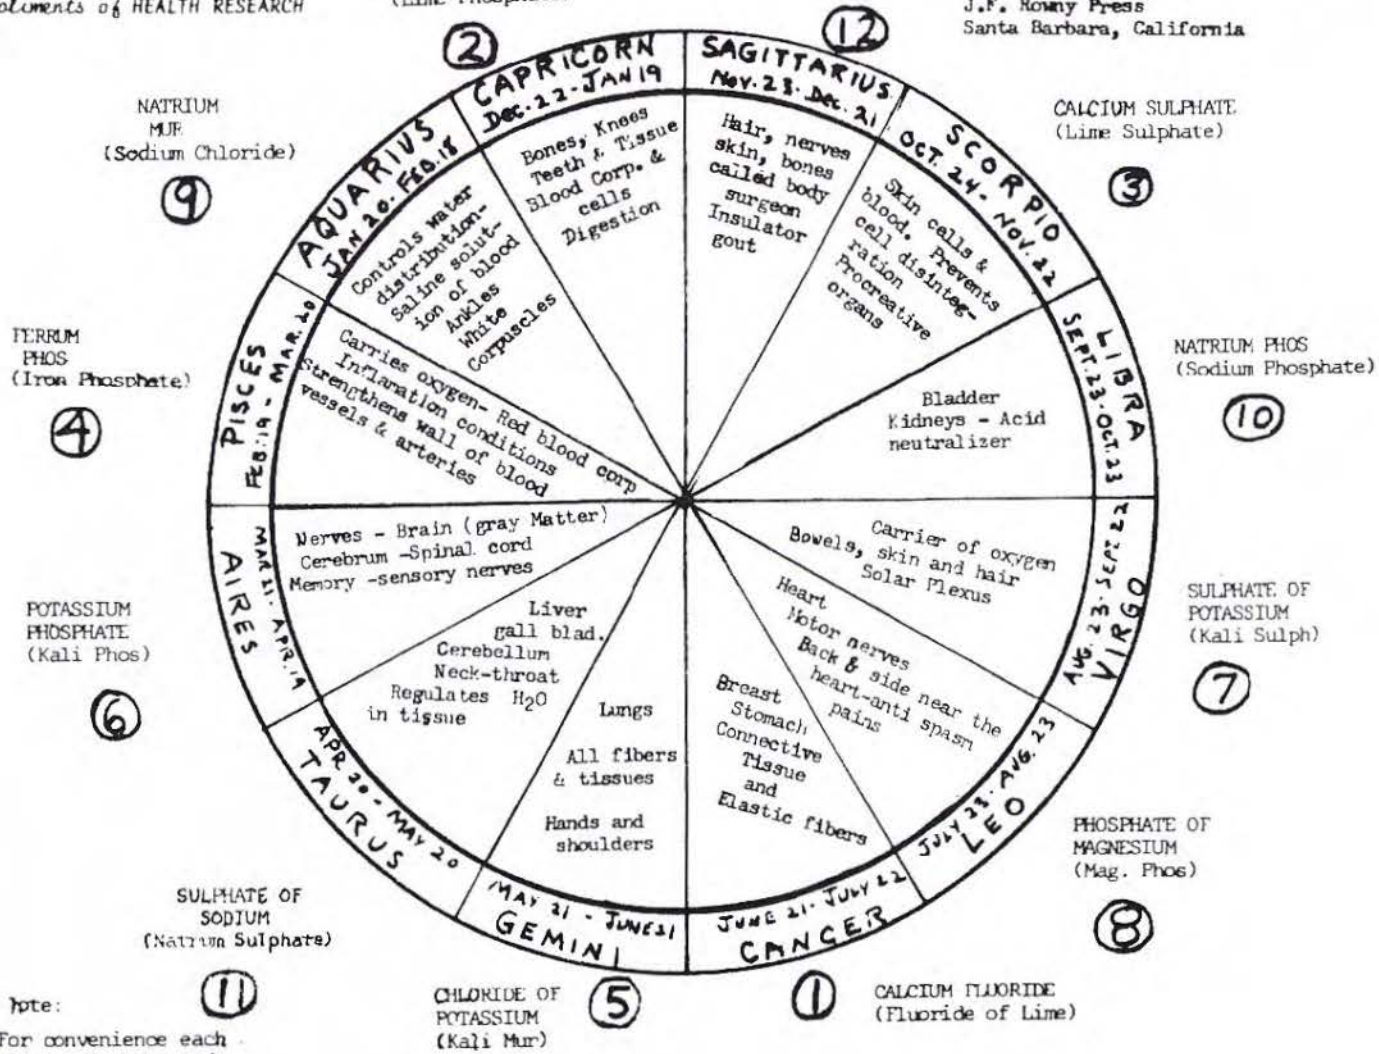 of HEALTH RESEARCH
J.F. Rowny Press
Santa Barbara, California
2
CAPRICORN
Dec. 22 - JAN 19
Bones, Knees
Teeth & Tissue
Blood Corp. &
cells
Digestion
12
SAGITTARIUS
Nov. 23 - Dec. 21
Hair, nerves
skin, bones
called body
surgeon
Insulator
gout
CALCIUM SULPHATE
(Lime Sulphate)
3
SCORPIO
OCT. 24 - NOV. 22
Skin cells &
blood. Prevents
cell disinteg-
ration
Procreative
organs
NATRIUM PHOS
(Sodium Phosphate)
10
LIBRA
SEPT. 23 - OCT. 23
Bladder
Kidneys - Acid
neutralizer
SULPHATE OF
POTASSIUM
(Kali Sulph)
7
VIRGO
AUG. 23 - SEPT 22
Carrier of oxygen
Bowels, skin and hair
Solar Plexus
PHOSPHATE OF
MAGNESIUM
(Mag. Phos)
8
LEO
JULY 23 - AUG. 23
Heart
Motor nerves
Back & side near the
heart-anti spasm
pains
CALCIUM FLUORIDE
(Fluoride of Lime)
1
CANCER
JUNE 21 - JULY 22
Breast
Stomach
Connective
Tissue
and
Elastic fibers
CHLORIDE OF
POTASSIUM
(Kali Mur)
5
GEMINI
MAY 21 - JUNE 21
Lungs
All fibers
& tissues
Hands and
shoulders
SULPHATE OF
SODIUM
(Natrium Sulphate)
11
TAURUS
APR. 20 - MAY 20
Liver
gall blad.
Cerebellum
Neck-throat
Regulates H2O
in tissue
POTASSIUM
PHOSPHATE
(Kali Phos)
6
AIRES
MAR 21 - APR. 19
Nerves - Brain (gray Matter)
Cerebrum -Spinal cord
Memory -sensory nerves
FERRUM
PHOS
(Iron Phosphate)
4
PISCES
FEB. 19 - MAR. 20
Carries oxygen- Red blood corp
Inflamation conditions
Strengthens wall of blood
vessels & arteries
NATRIUM
MUR
(Sodium Chloride)
9
AQUARIUS
JAN 20 - FEB. 18
Controls water
distribution-
Saline solut-
ion of blood
Ankles
White
Corpuscles
Note:
For convenience each